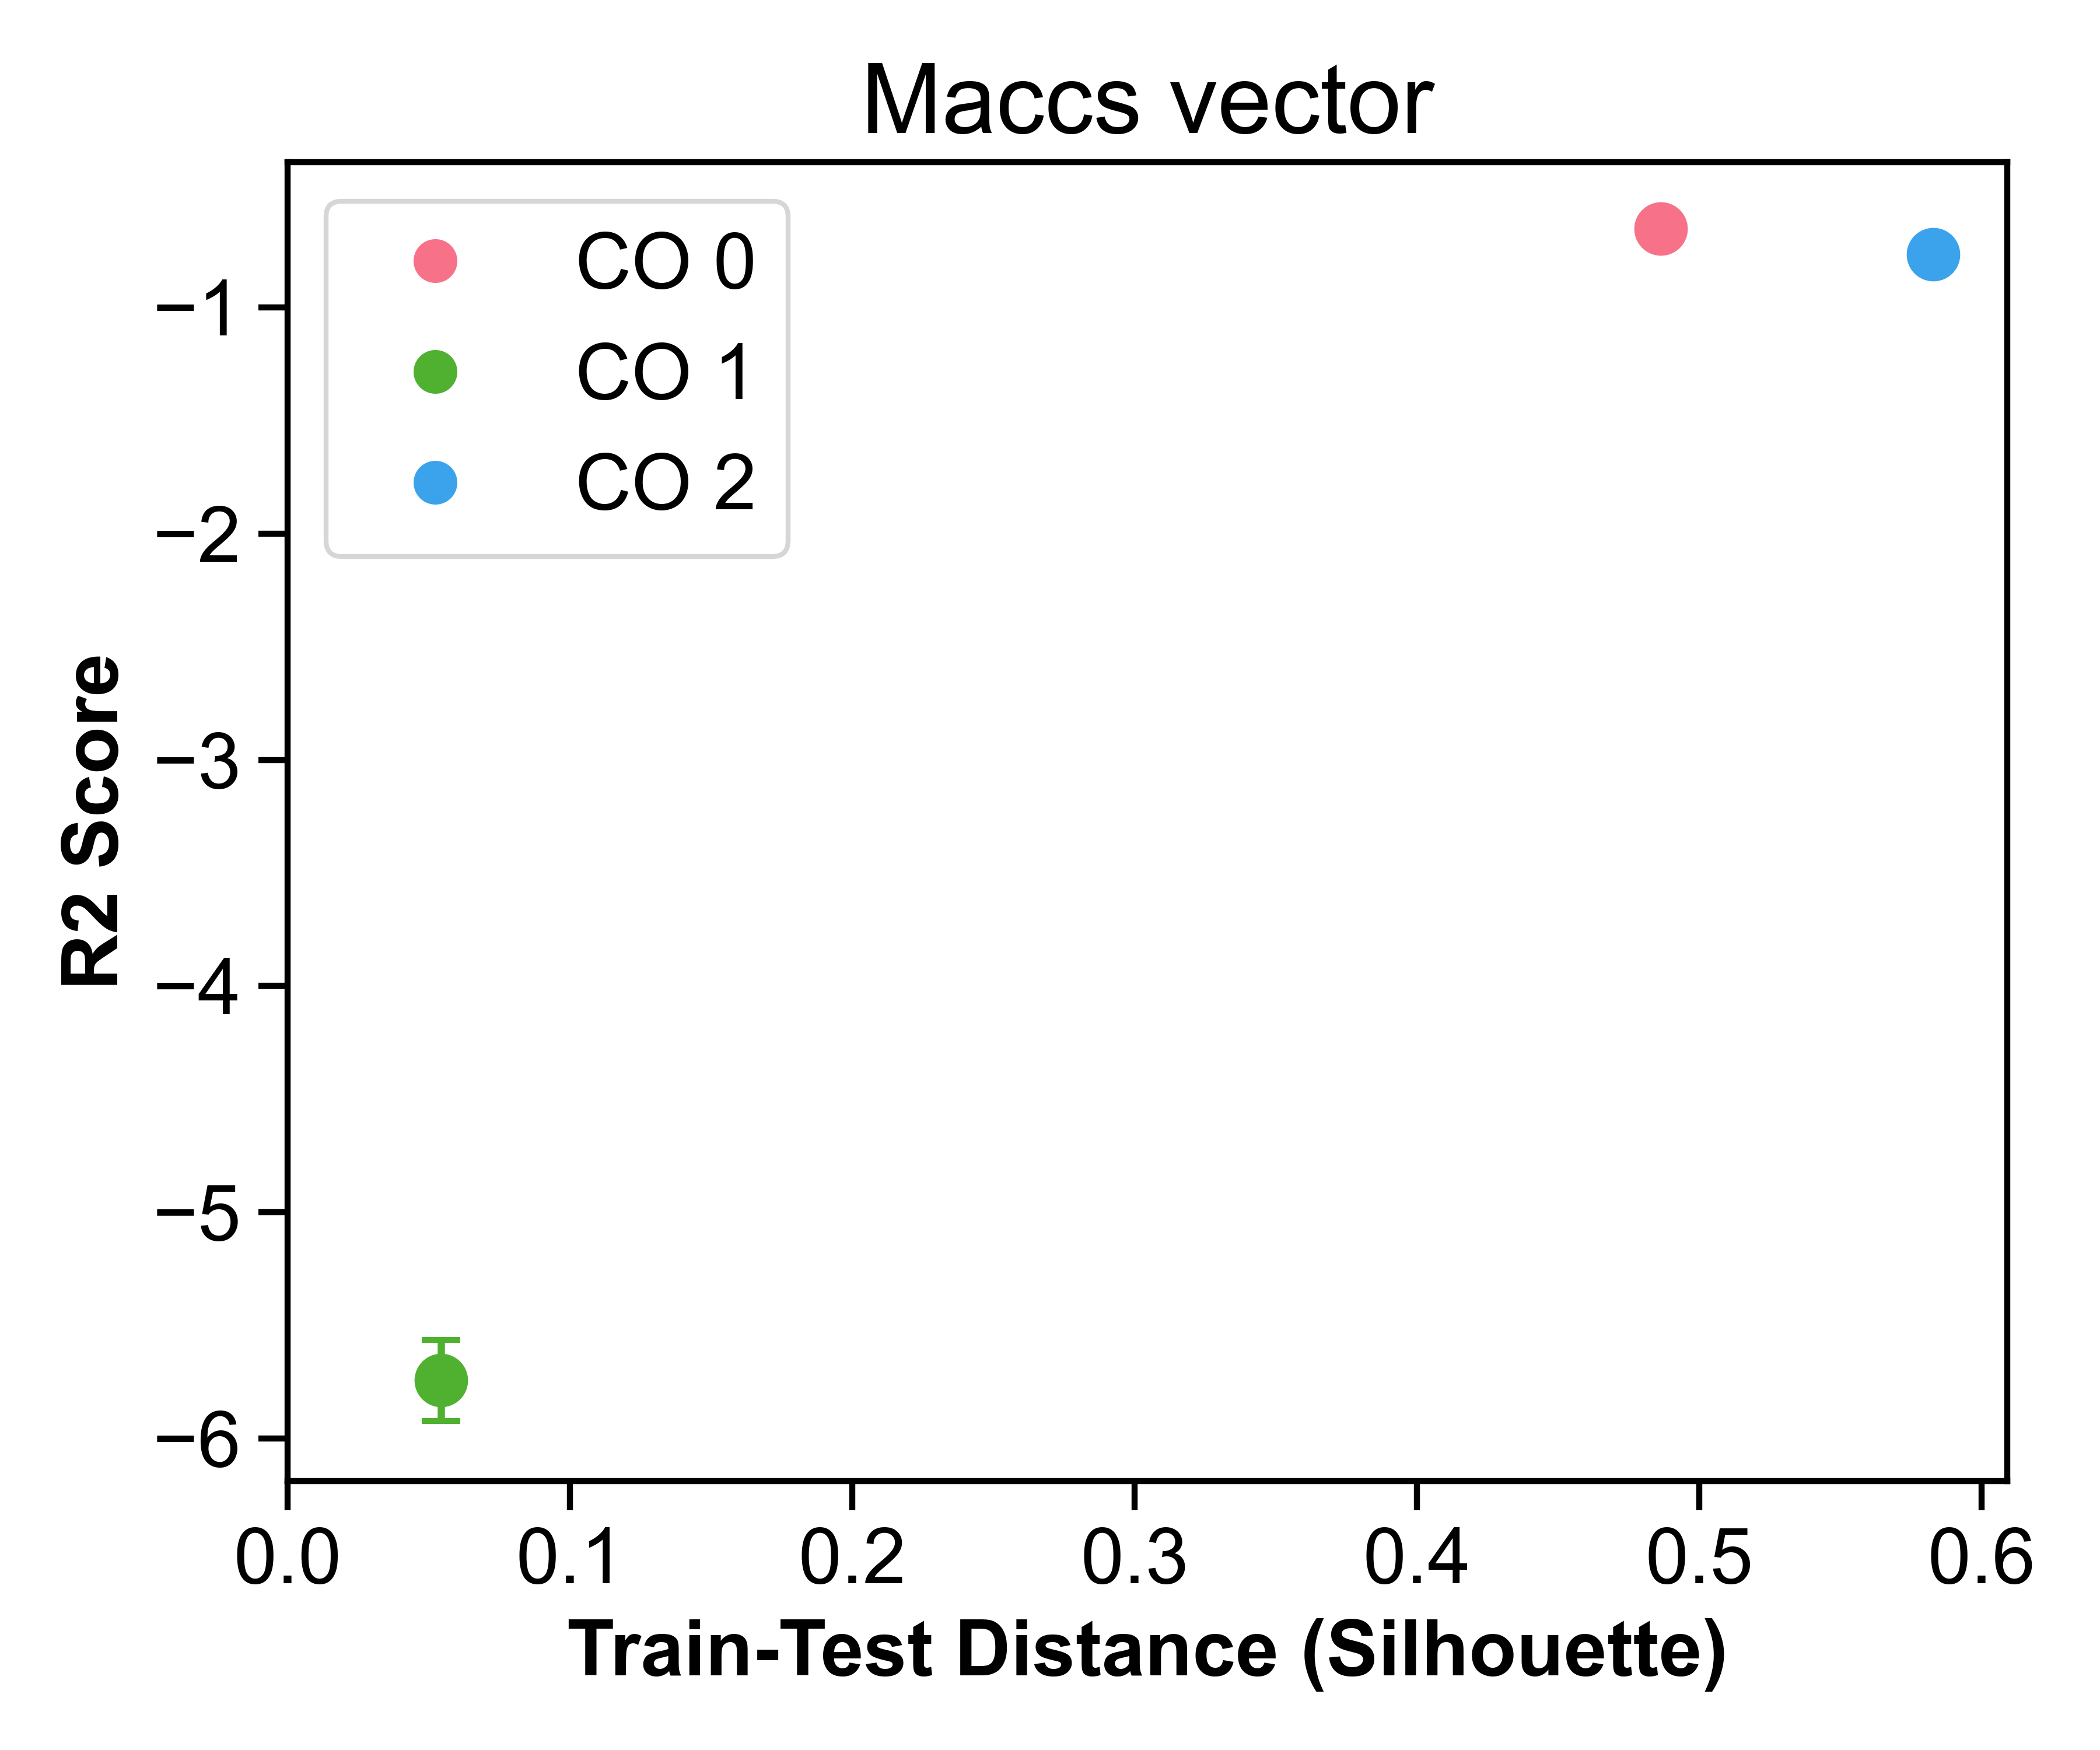 Maccs vector
CO 0
CO 1
CO 2
R2 Score
−1
−2
−3
−4
−5
−6
0.0 0.1 0.2 0.3 0.4 0.5 0.6
Train-Test Distance (Silhouette)